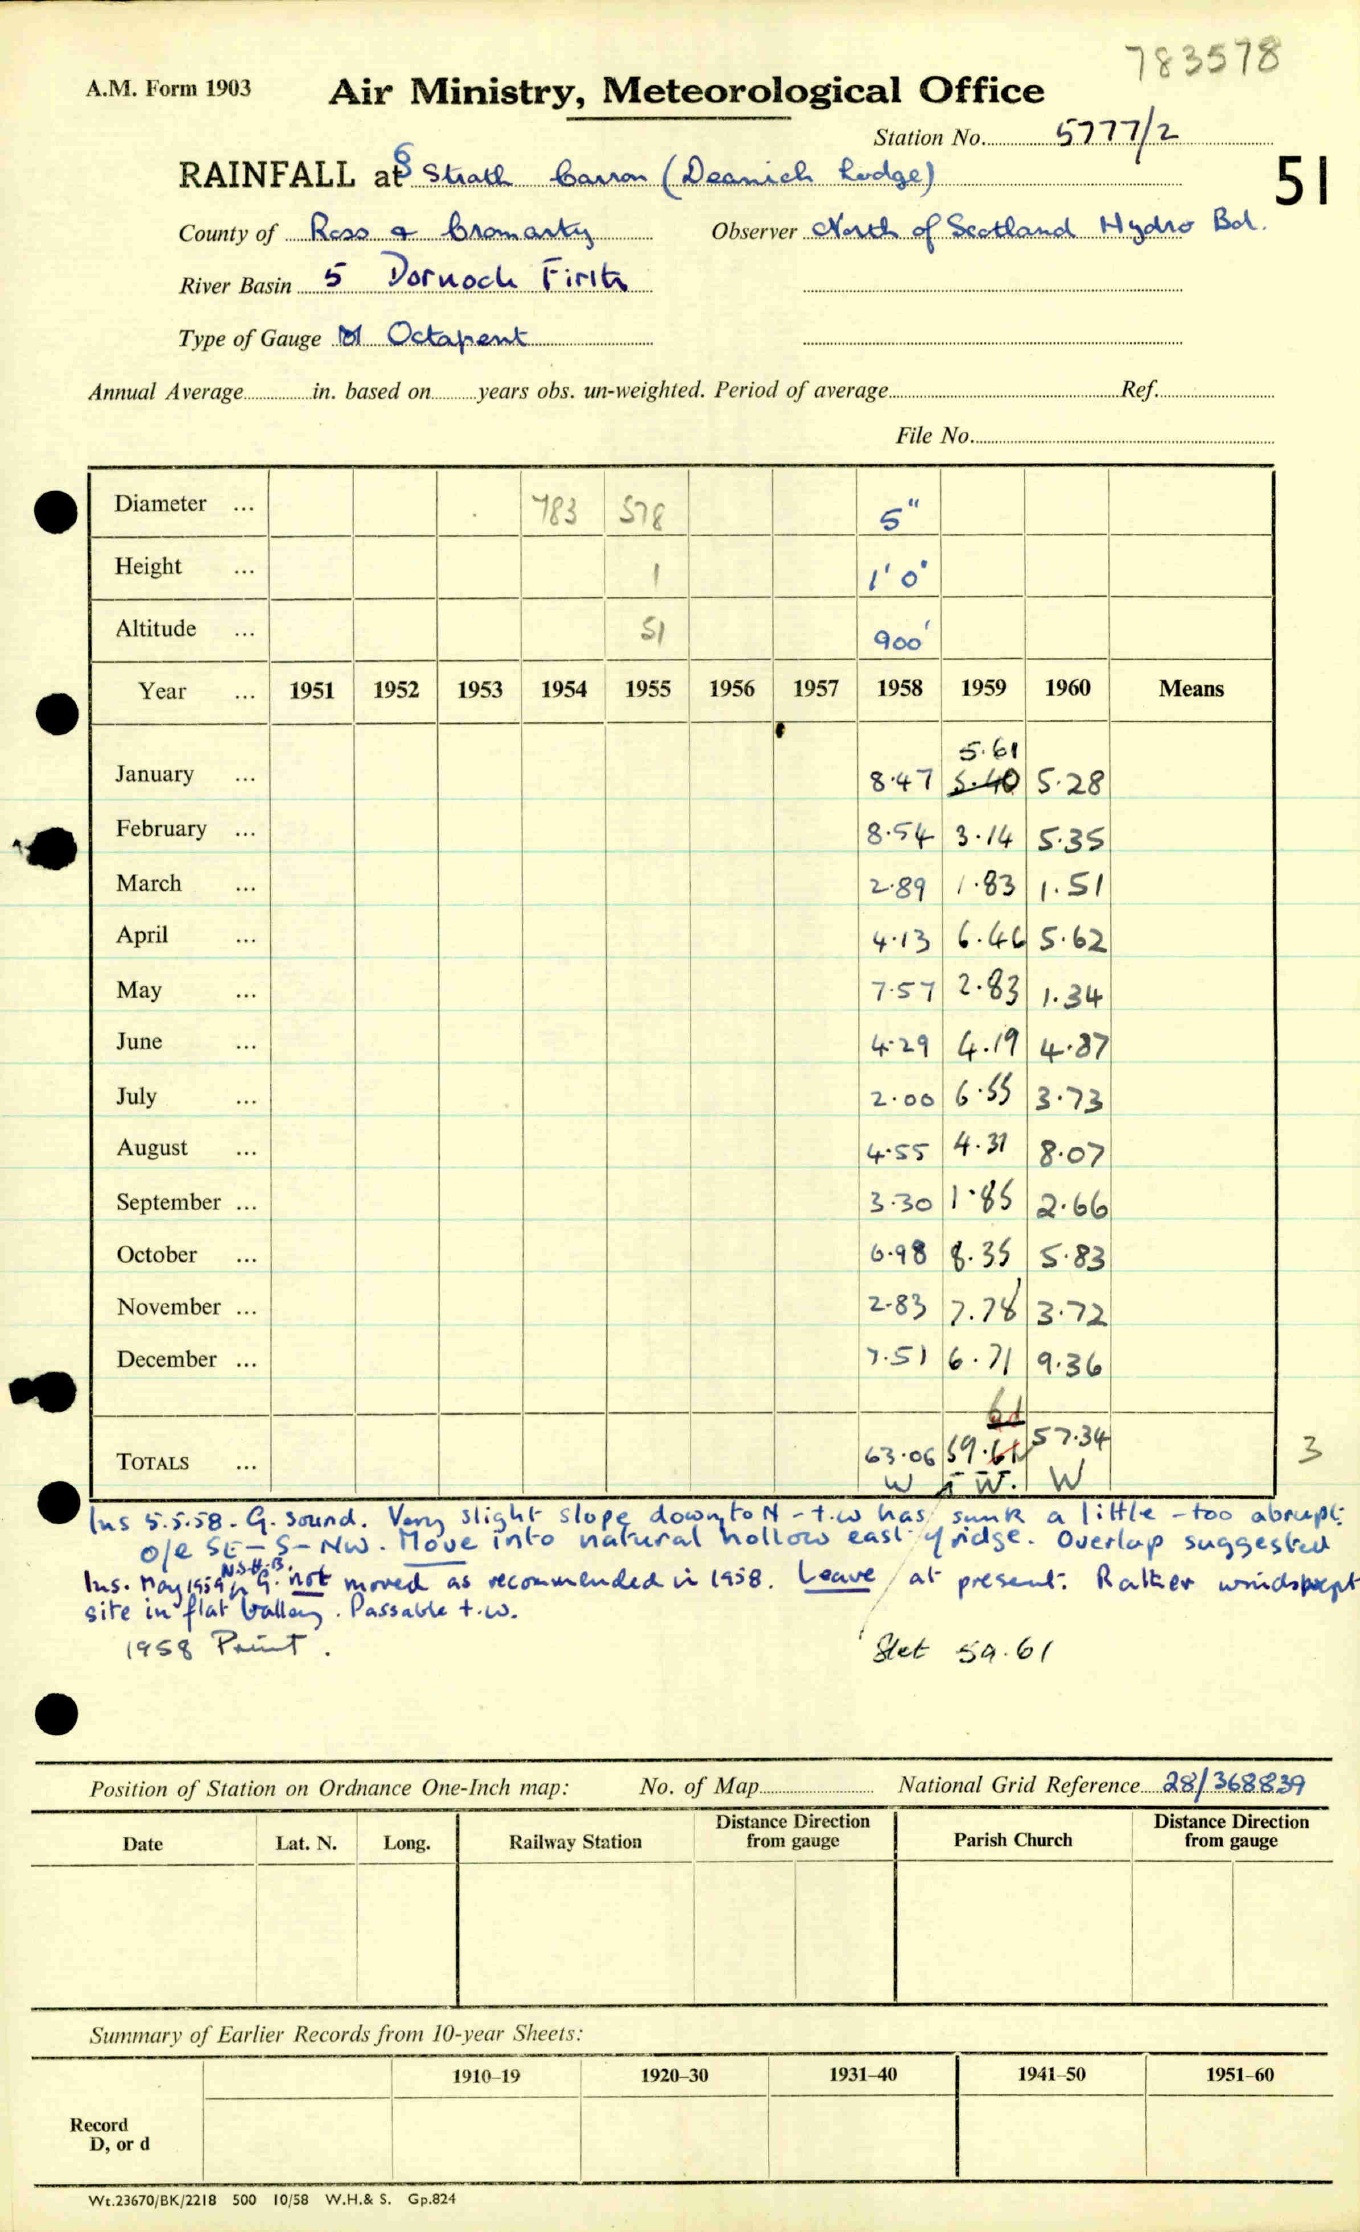 783578
A.M. Form 1903 Air Ministry, Meteorological Office
Station No. 5777/2
51
RAINFALL at Strath Carron (Deanich Lodge)
County of Ross & Cromarty Observer North of Scotland Hydro Bd.
River Basin 5 Dornoch Firth
Type of Gauge Octapent
Annual Average in. based on years obs. un-weighted. Period of average Ref.
File No.
Diameter ... 783 578 5"
Height ... 1 1' 0"
Altitude ... 51 900'
Year ... 1951 1952 1953 1954 1955 1956 1957 1958 1959 1960 Means
5.61
January ... 8.47 5.40 5.28
February ... 8.54 3.14 5.35
March ... 2.89 1.83 1.51
April ... 4.13 6.46 5.62
May ... 7.57 2.83 1.34
June ... 4.29 4.19 4.87
July ... 2.00 6.55 3.73
August ... 4.55 4.31 8.07
September ... 3.30 1.85 2.66
October ... 6.98 8.35 5.83
November ... 2.83 7.78 3.72
December ... 7.51 6.71 9.36
61
TOTALS ... 63.06 59.61 57.34 3
W W. W
Ins 5.5.58. G. sound. Very slight slope down to N - t.w has sunk a little - too abrupt.
o/e SE - S - NW. Move into natural hollow east of ridge. Overlap suggested
N.S.H.B.
Ins. May 1959 G. not moved as recommended in 1958. Leave at present. Rather windswept
site in flat valley. Passable t.w.
1958 Print.
Stet 59.61
Position of Station on Ordnance One-Inch map: No. of Map National Grid Reference 28/368839
Date Lat. N. Long. Railway Station Distance Direction from gauge Parish Church Distance Direction from gauge
Summary of Earlier Records from 10-year Sheets:
1910-19 1920-30 1931-40 1941-50 1951-60
Record
D, or d
Wt.23670/BK/2218 500 10/58 W.H.& S. Gp.824